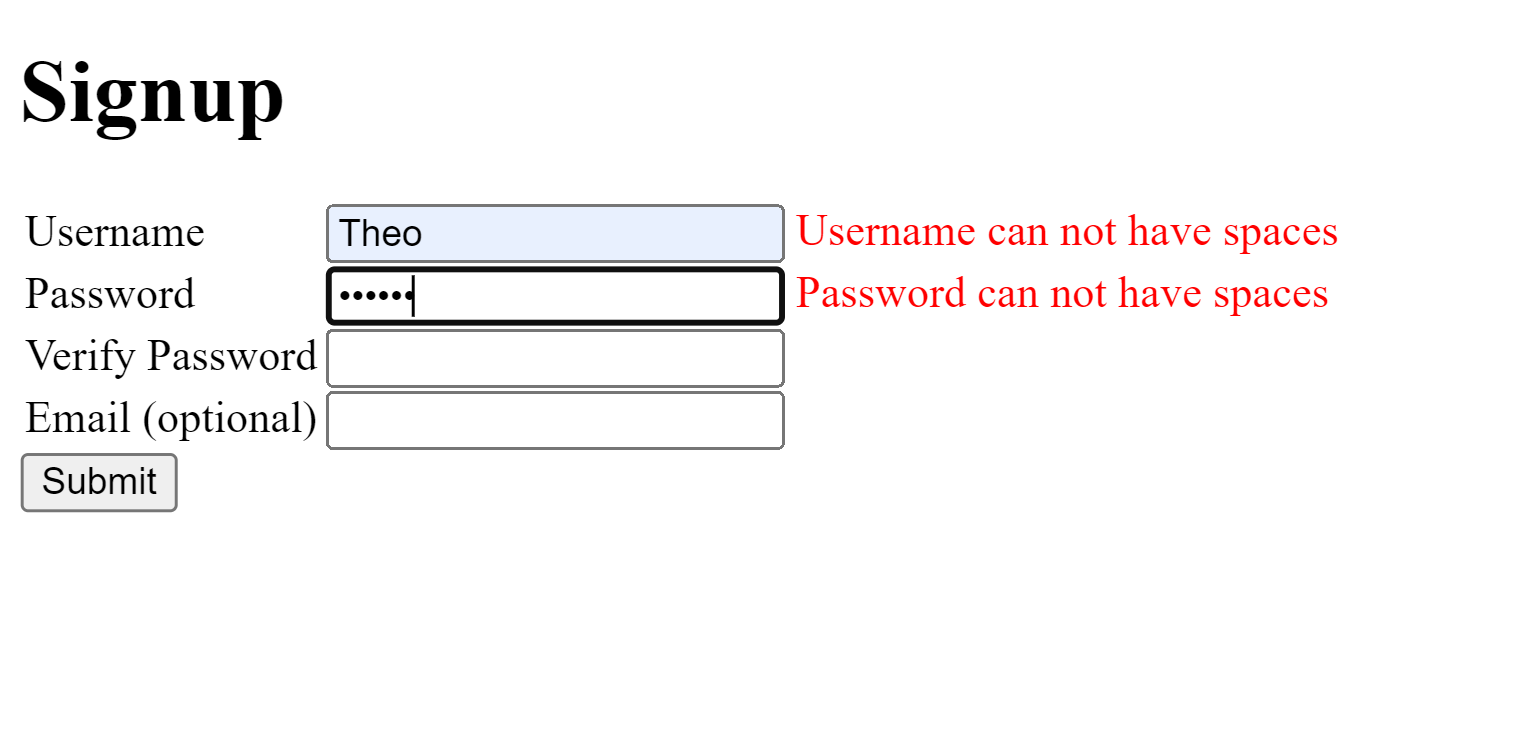 Signup
Username Theo Username can not have spaces
Password •••••• Password can not have spaces
Verify Password
Email (optional)
Submit